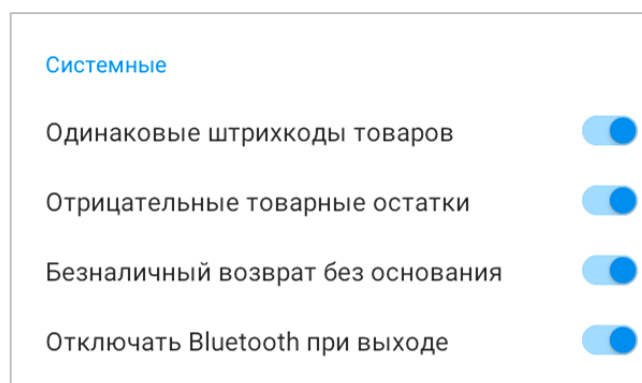 Системные
Одинаковые штрихкоды товаров
Отрицательные товарные остатки
Безналичный возврат без основания
Отключать Bluetooth при выходе